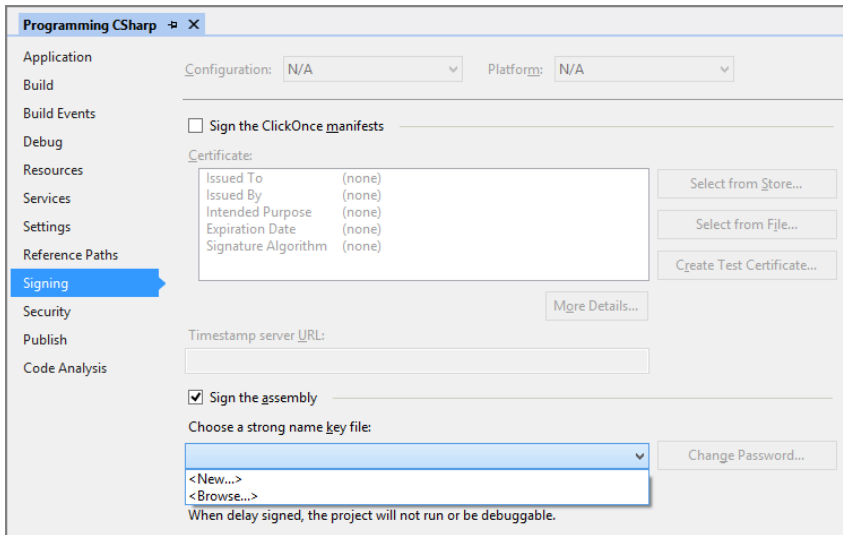 Programming CSharp
Application
Build
Build Events
Debug
Resources
Services
Settings
Reference Paths
Signing
Security
Publish
Code Analysis
Configuration: N/A Platform: N/A
Sign the ClickOnce manifests
Certificate:
Issued To (none)
Issued By (none)
Intended Purpose (none)
Expiration Date (none)
Signature Algorithm (none)
Select from Store...
Select from File...
Create Test Certificate...
More Details...
Timestamp server URL:
Sign the assembly
Choose a strong name key file:
Change Password...
<New...>
<Browse...>
When delay signed, the project will not run or be debuggable.